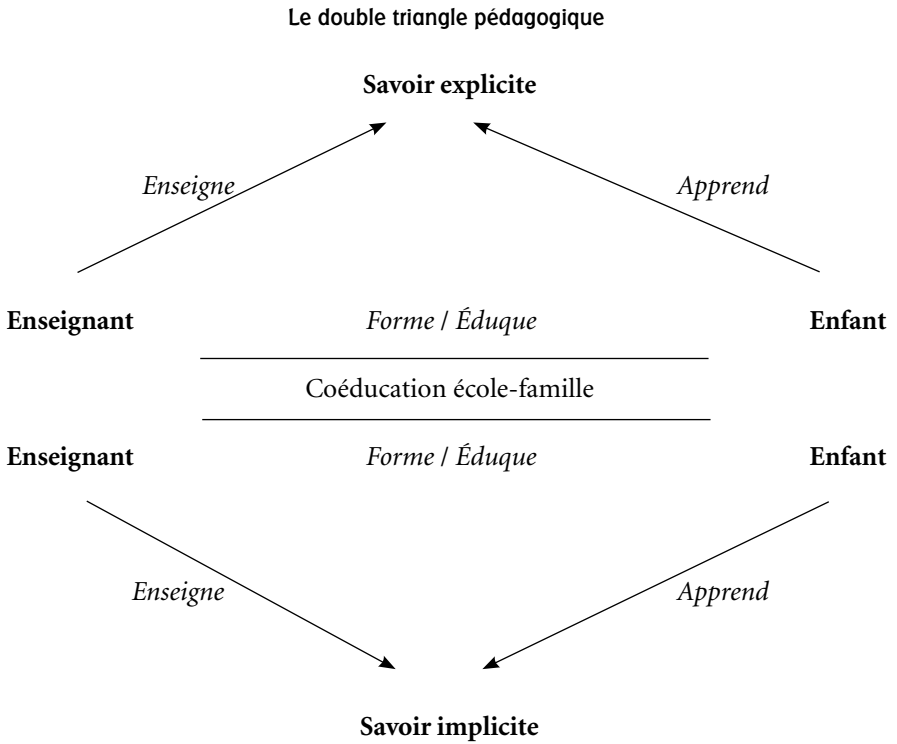 Le double triangle pédagogique
Savoir explicite
Enseigne
Apprend
Enseignant
Forme / Éduque
Enfant
Coéducation école-famille
Enseignant
Forme / Éduque
Enfant
Enseigne
Apprend
Savoir implicite